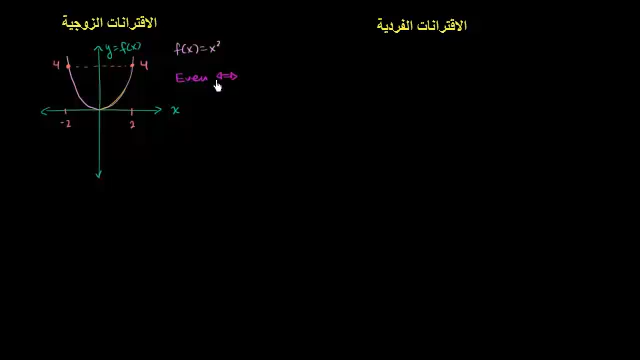 الاقترانات الزوجية
الاقترانات الفردية
y=f(x)
f(x)=x²
4
4
Even ⟺
x
-2
2